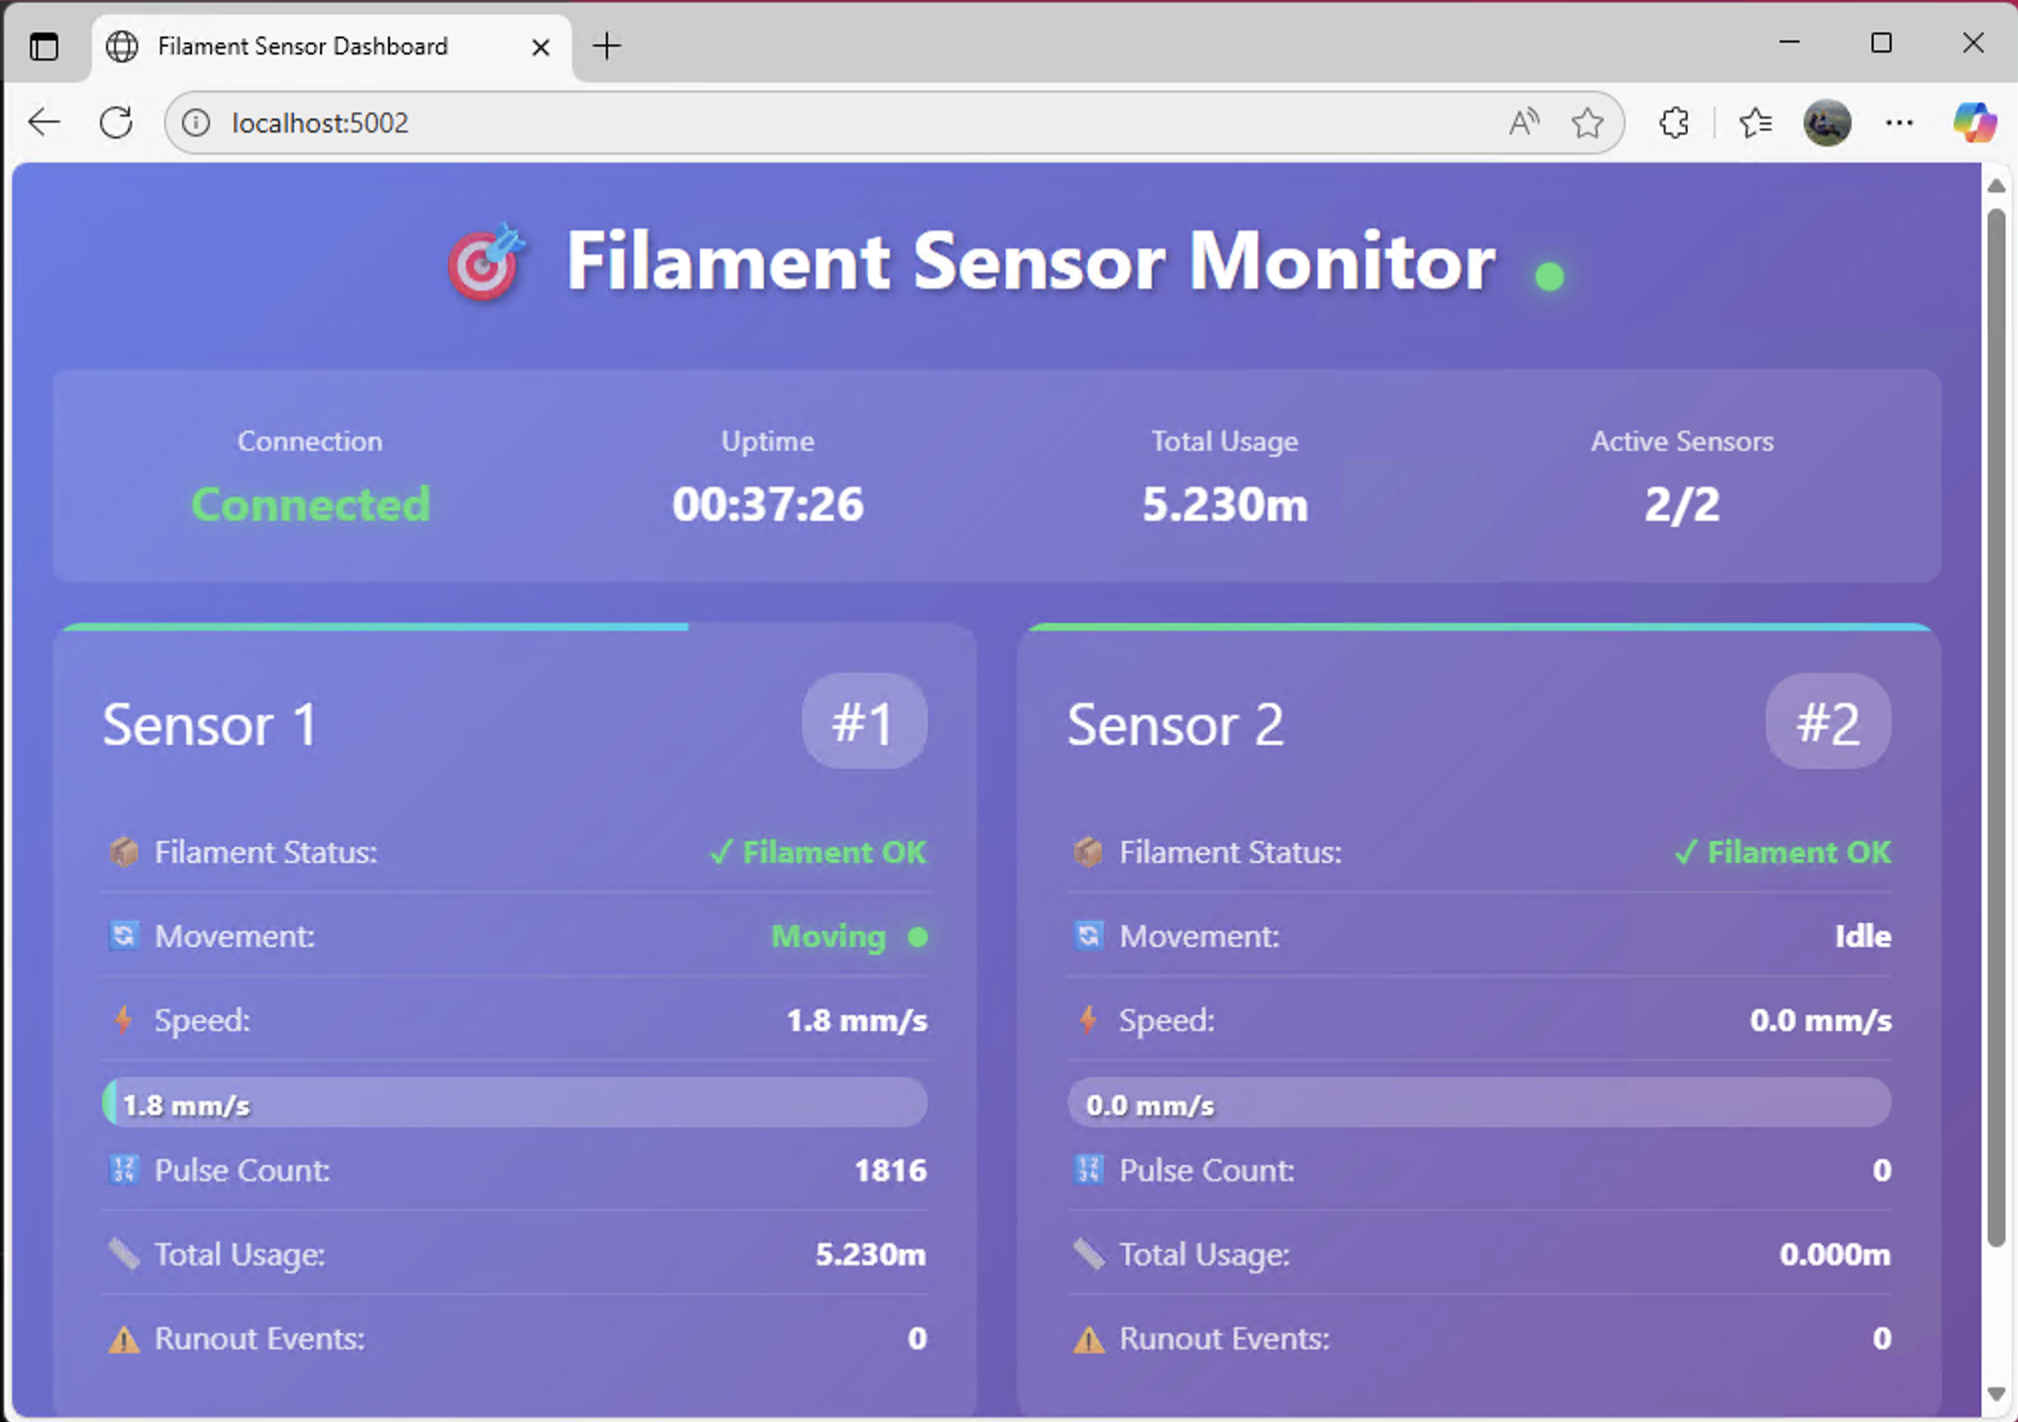 Filament Sensor Dashboard
localhost:5002
Filament Sensor Monitor
Connection
Connected
Uptime
00:37:26
Total Usage
5.230m
Active Sensors
2/2
Sensor 1
#1
Filament Status:
✓ Filament OK
Movement:
Moving
Speed:
1.8 mm/s
1.8 mm/s
Pulse Count:
1816
Total Usage:
5.230m
Runout Events:
0
Sensor 2
#2
Filament Status:
✓ Filament OK
Movement:
Idle
Speed:
0.0 mm/s
0.0 mm/s
Pulse Count:
0
Total Usage:
0.000m
Runout Events:
0